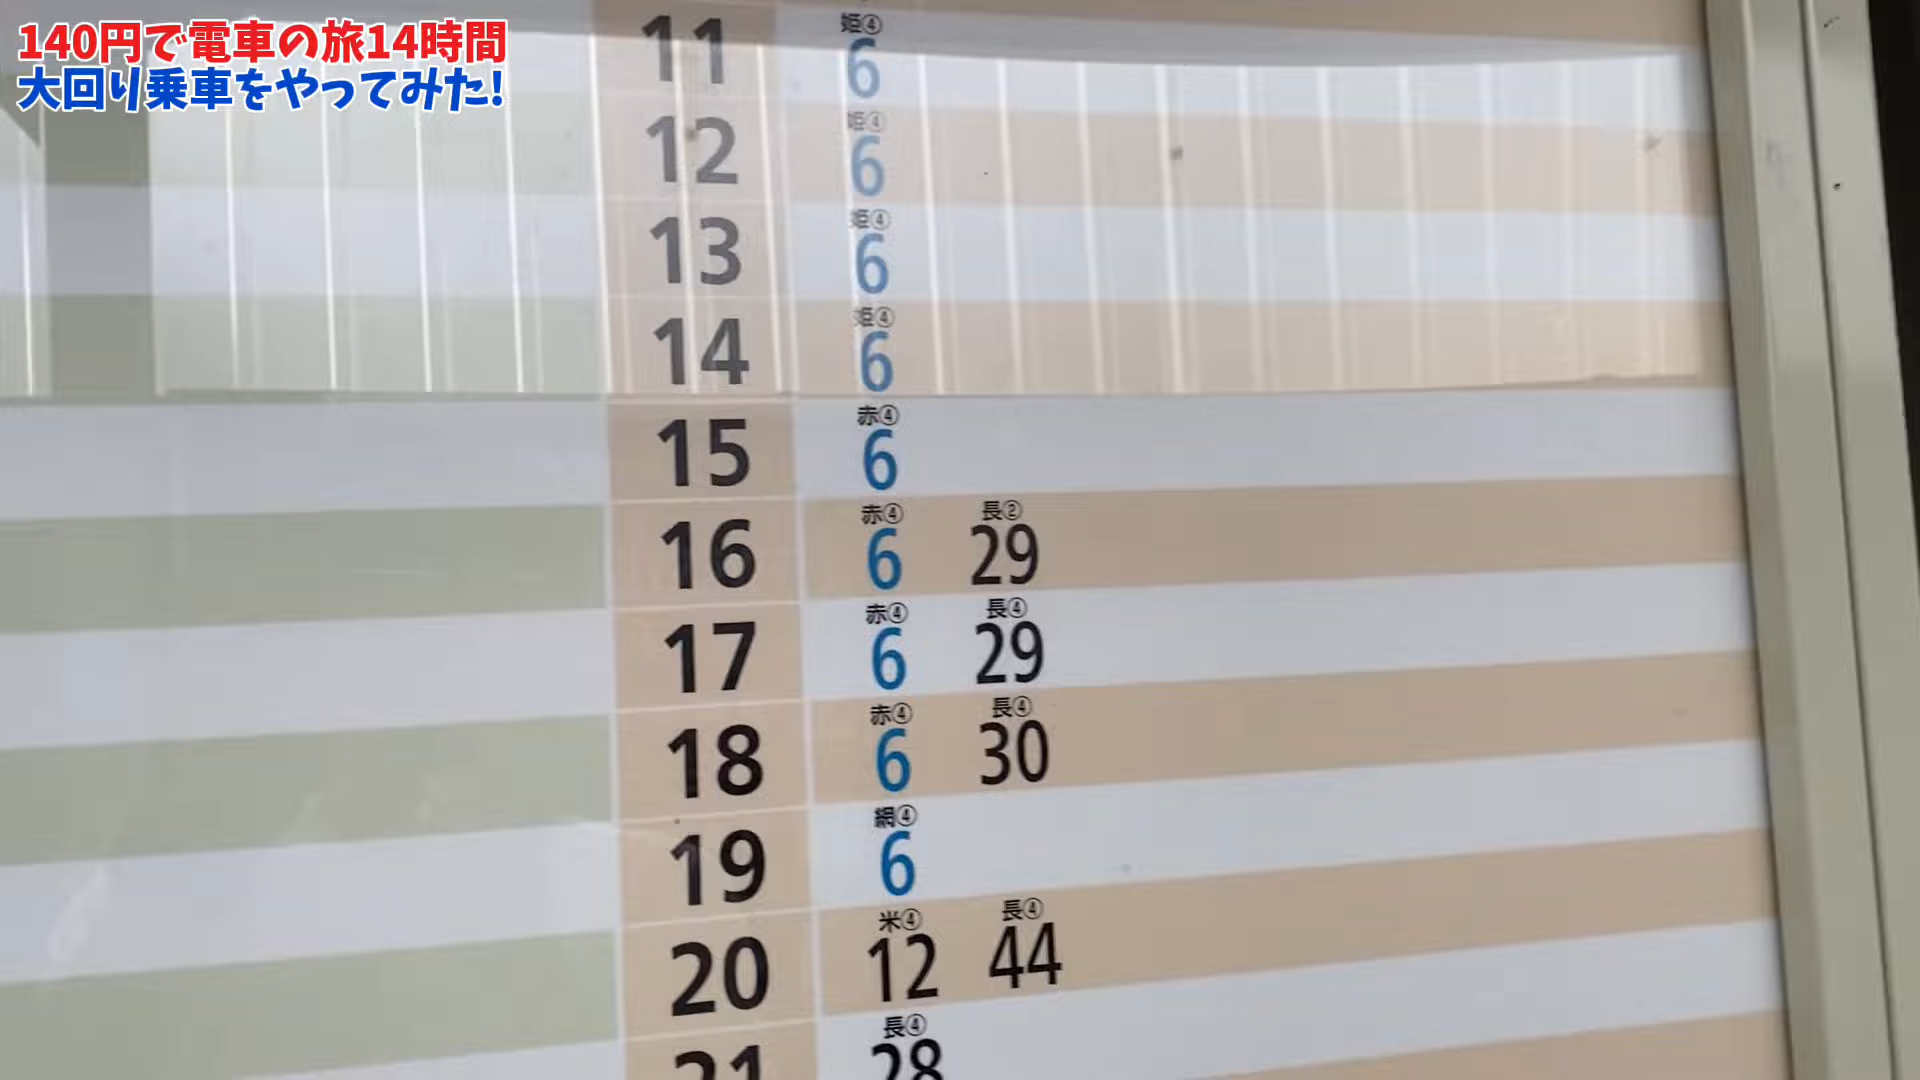 140円で電車の旅14時間
大回り乗車をやってみた!
姫④
11 6
姫④
12 6
姫④
13 6
姫④
14 6
赤④
15 6
赤④ 長②
16 6 29
赤④ 長④
17 6 29
赤④ 長④
18 6 30
網④
19 6
米④ 長④
20 12 44
長④
21 28